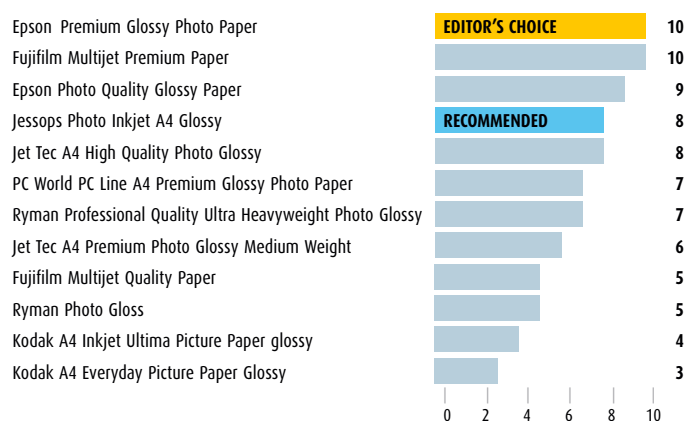 Epson Premium Glossy Photo Paper EDITOR'S CHOICE 10
Fujifilm Multijet Premium Paper 10
Epson Photo Quality Glossy Paper 9
Jessops Photo Inkjet A4 Glossy RECOMMENDED 8
Jet Tec A4 High Quality Photo Glossy 8
PC World PC Line A4 Premium Glossy Photo Paper 7
Ryman Professional Quality Ultra Heavyweight Photo Glossy 7
Jet Tec A4 Premium Photo Glossy Medium Weight 6
Fujifilm Multijet Quality Paper 5
Ryman Photo Gloss 5
Kodak A4 Inkjet Ultima Picture Paper glossy 4
Kodak A4 Everyday Picture Paper Glossy 3
0 2 4 6 8 10